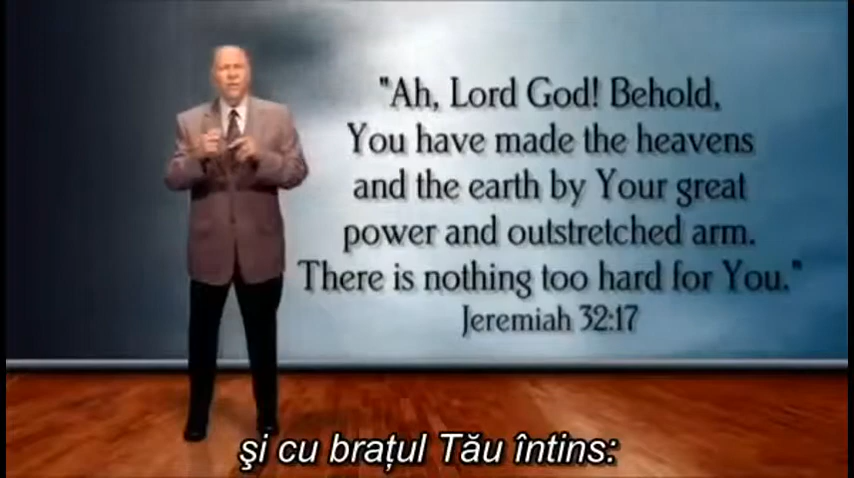 "Ah, Lord God! Behold,
You have made the heavens
and the earth by Your great
power and outstretched arm.
There is nothing too hard for You."
Jeremiah 32:17
şi cu brațul Tău întins: